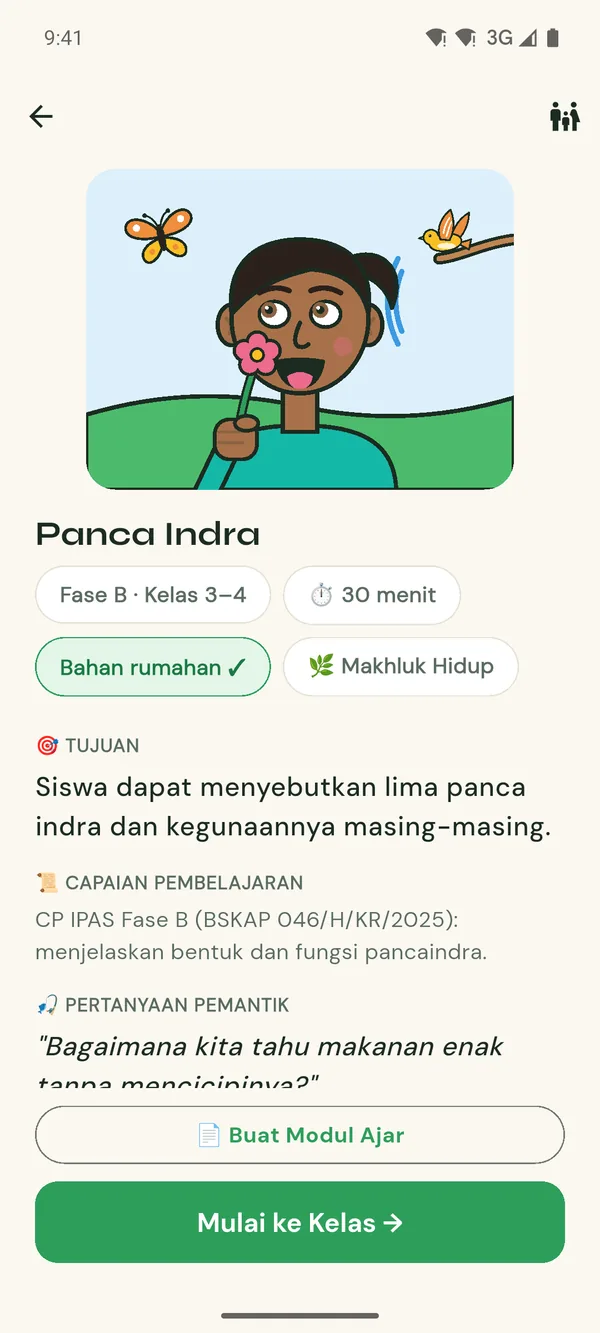 9:41
3G
Panca Indra
Fase B · Kelas 3–4
⏱️ 30 menit
Bahan rumahan ✓
🌿 Makhluk Hidup
🎯 TUJUAN
Siswa dapat menyebutkan lima panca
indra dan kegunaannya masing-masing.
📜 CAPAIAN PEMBELAJARAN
CP IPAS Fase B (BSKAP 046/H/KR/2025):
menjelaskan bentuk dan fungsi pancaindra.
🎣 PERTANYAAN PEMANTIK
"Bagaimana kita tahu makanan enak
tanpa mencicipinya?"
📄 Buat Modul Ajar
Mulai ke Kelas →